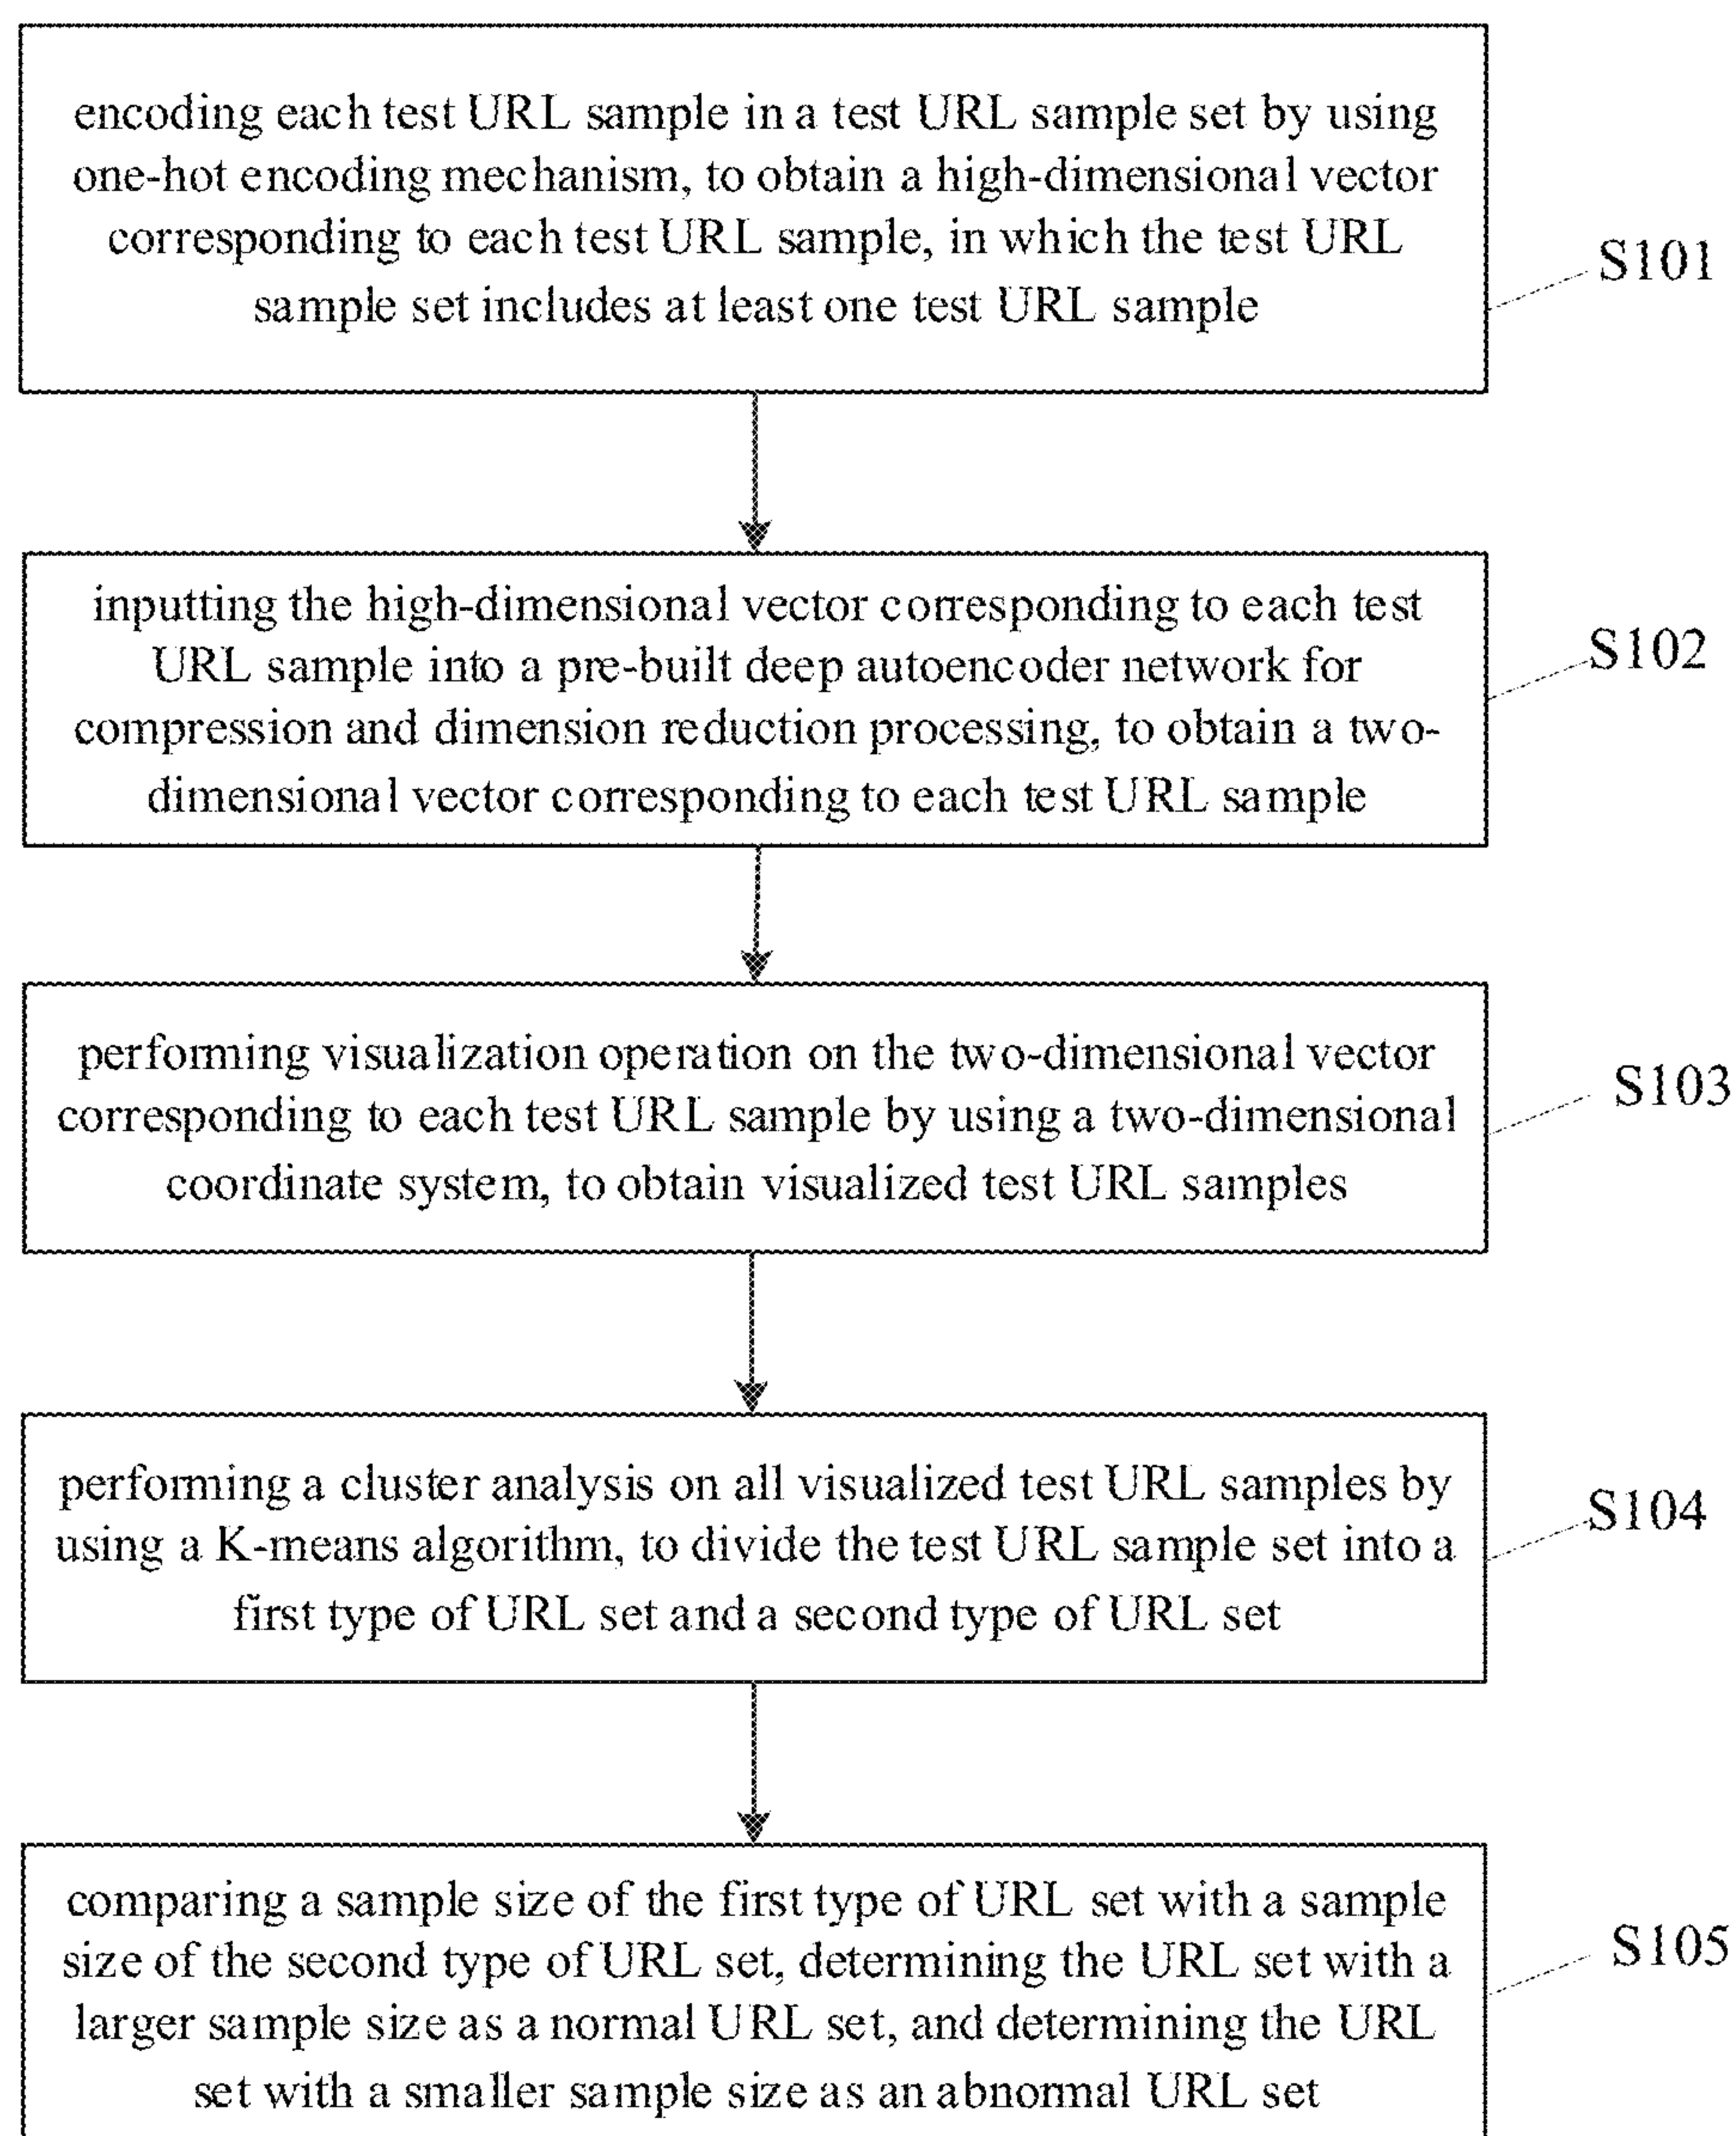 encoding each test URL sample in a test URL sample set by using
one-hot encoding mechanism, to obtain a high-dimensional vector
corresponding to each test URL sample, in which the test URL
sample set includes at least one test URL sample
S101
inputting the high-dimensional vector corresponding to each test
URL sample into a pre-built deep autoencoder network for
compression and dimension reduction processing, to obtain a two-
dimensional vector corresponding to each test URL sample
S102
performing visualization operation on the two-dimensional vector
corresponding to each test URL sample by using a two-dimensional
coordinate system, to obtain visualized test URL samples
S103
performing a cluster analysis on all visualized test URL samples by
using a K-means algorithm, to divide the test URL sample set into a
first type of URL set and a second type of URL set
S104
comparing a sample size of the first type of URL set with a sample
size of the second type of URL set, determining the URL set with a
larger sample size as a normal URL set, and determining the URL
set with a smaller sample size as an abnormal URL set
S105